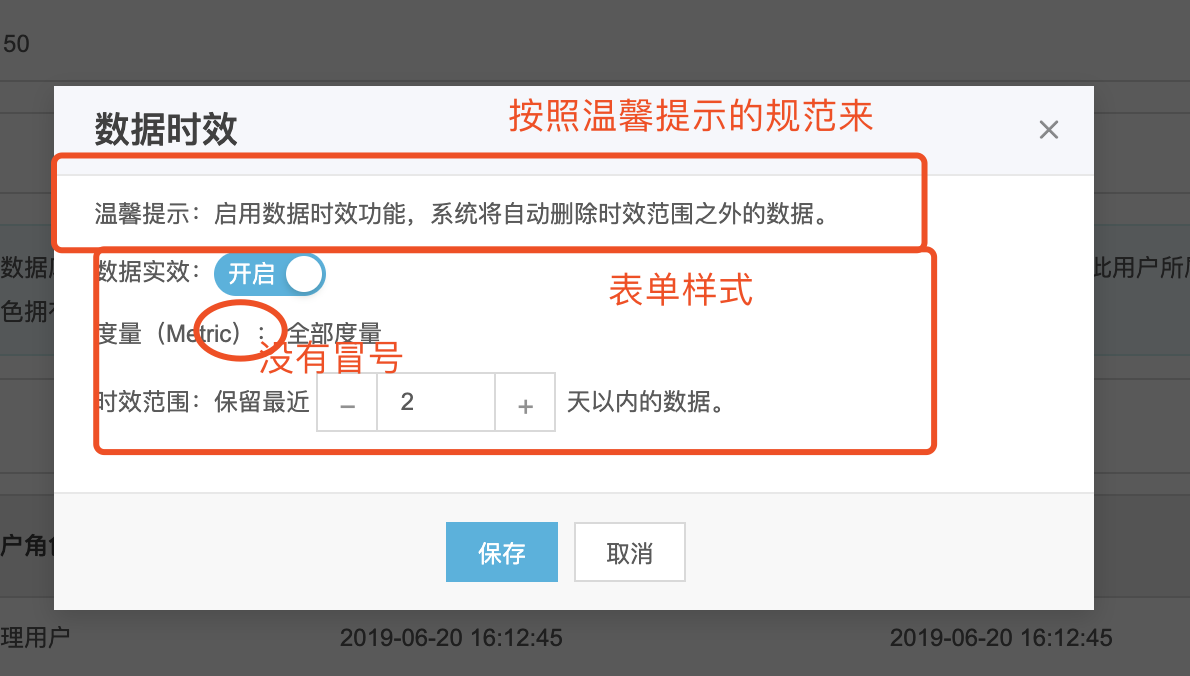 50
数据时效
按照温馨提示的规范来
×
温馨提示：启用数据时效功能，系统将自动删除时效范围之外的数据。
数据实效：
开启
表单样式
度量（Metric）： 全部度量
没有冒号
时效范围：保留最近 － 2 ＋ 天以内的数据。
数据
此用户所
色拥
保存
取消
户角
理用户
2019-06-20 16:12:45
2019-06-20 16:12:45